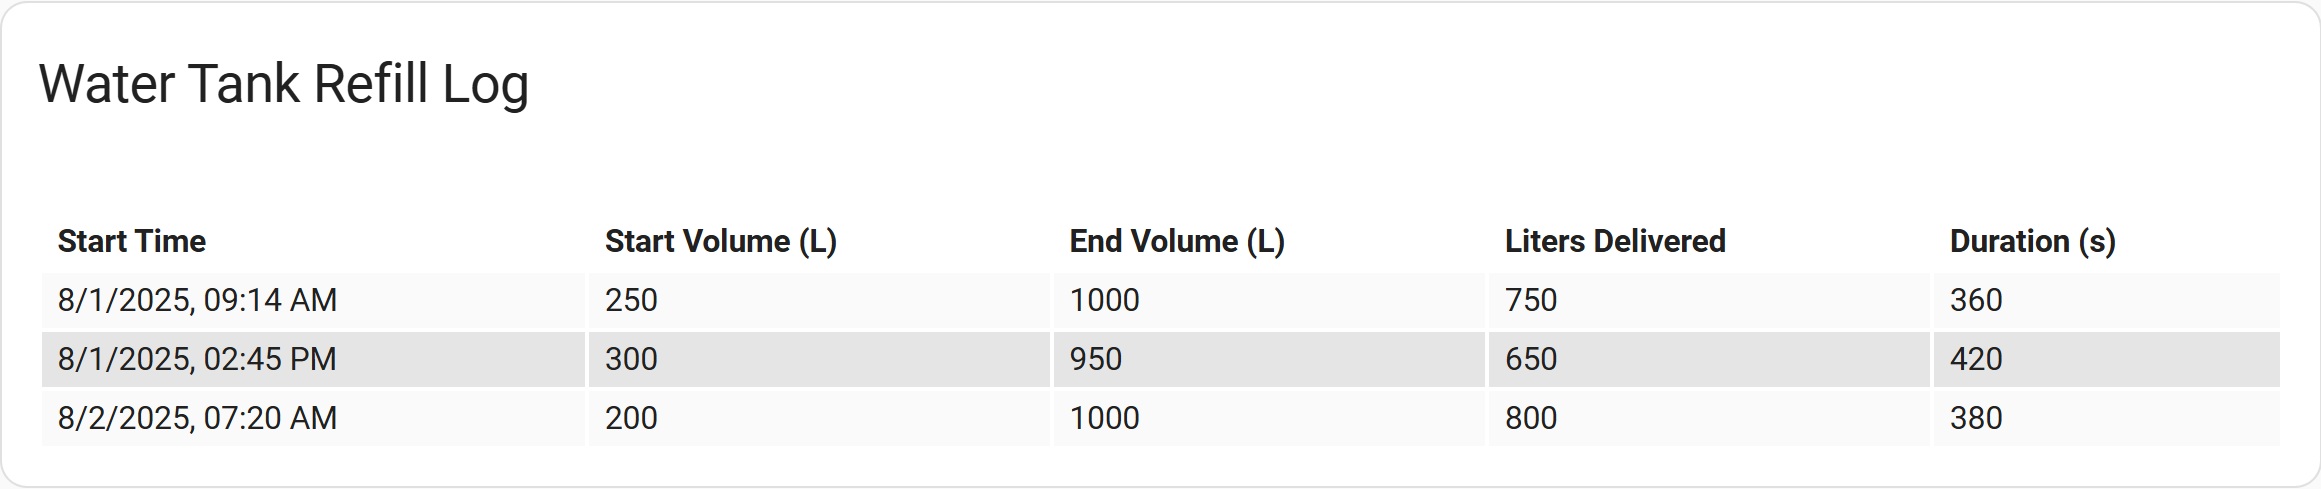 Water Tank Refill Log
Start Time Start Volume (L) End Volume (L) Liters Delivered Duration (s)
8/1/2025, 09:14 AM 250 1000 750 360
8/1/2025, 02:45 PM 300 950 650 420
8/2/2025, 07:20 AM 200 1000 800 380